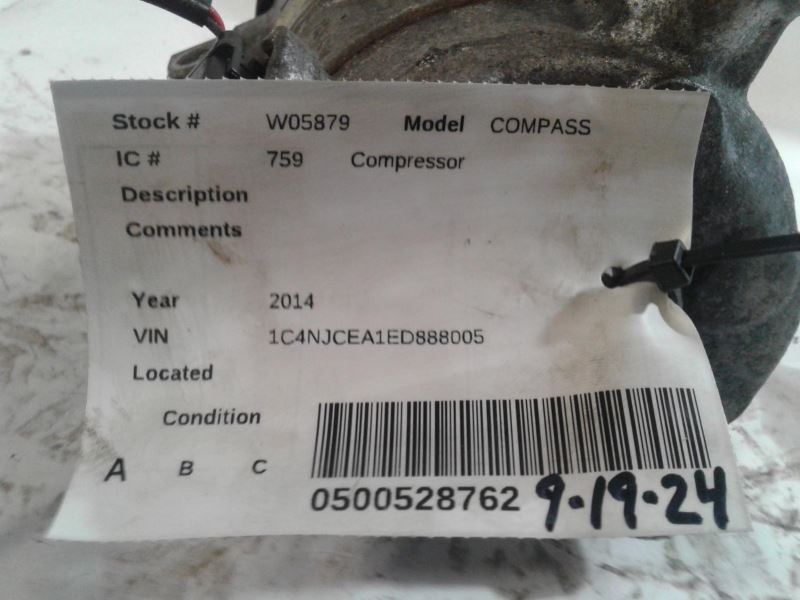 Stock # W05879 Model COMPASS
IC # 759 Compressor
Description
Comments
Year 2014
VIN 1C4NJCEA1ED888005
Located
Condition
A B C
0500528762 9-19-24